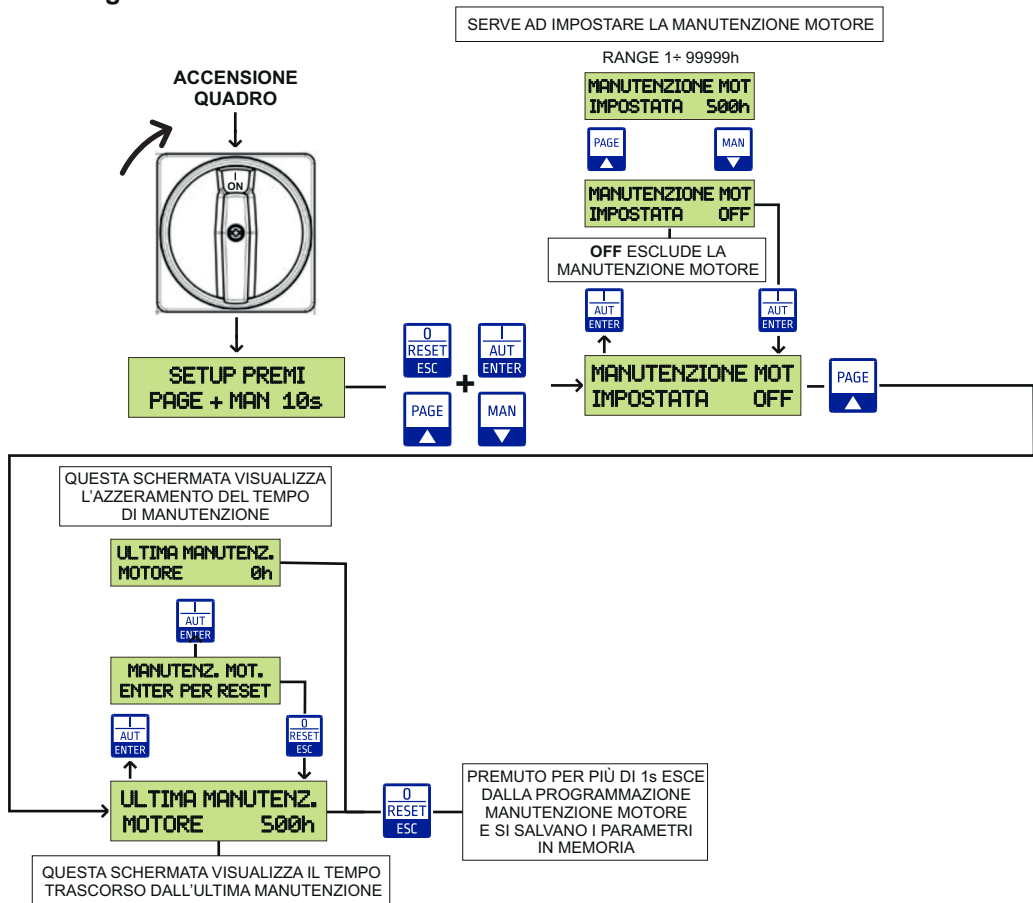 SERVE AD IMPOSTARE LA MANUTENZIONE MOTORE
RANGE 1÷ 99999h
ACCENSIONE
QUADRO
MANUTENZIONE MOT
IMPOSTATA 500h
PAGE
MAN
I
ON
MANUTENZIONE MOT
IMPOSTATA OFF
OFF ESCLUDE LA
MANUTENZIONE MOTORE
I
AUT
ENTER
I
AUT
ENTER
SETUP PREMI
PAGE + MAN 10s
0
RESET
ESC
+
I
AUT
ENTER
PAGE
MAN
MANUTENZIONE MOT
IMPOSTATA OFF
PAGE
QUESTA SCHERMATA VISUALIZZA
L'AZZERAMENTO DEL TEMPO
DI MANUTENZIONE
ULTIMA MANUTENZ.
MOTORE 0h
I
AUT
ENTER
MANUTENZ. MOT.
ENTER PER RESET
I
AUT
ENTER
0
RESET
ESC
ULTIMA MANUTENZ.
MOTORE 500h
0
RESET
ESC
PREMUTO PER PIÙ DI 1s ESCE
DALLA PROGRAMMAZIONE
MANUTENZIONE MOTORE
E SI SALVANO I PARAMETRI
IN MEMORIA
QUESTA SCHERMATA VISUALIZZA IL TEMPO
TRASCORSO DALL'ULTIMA MANUTENZIONE